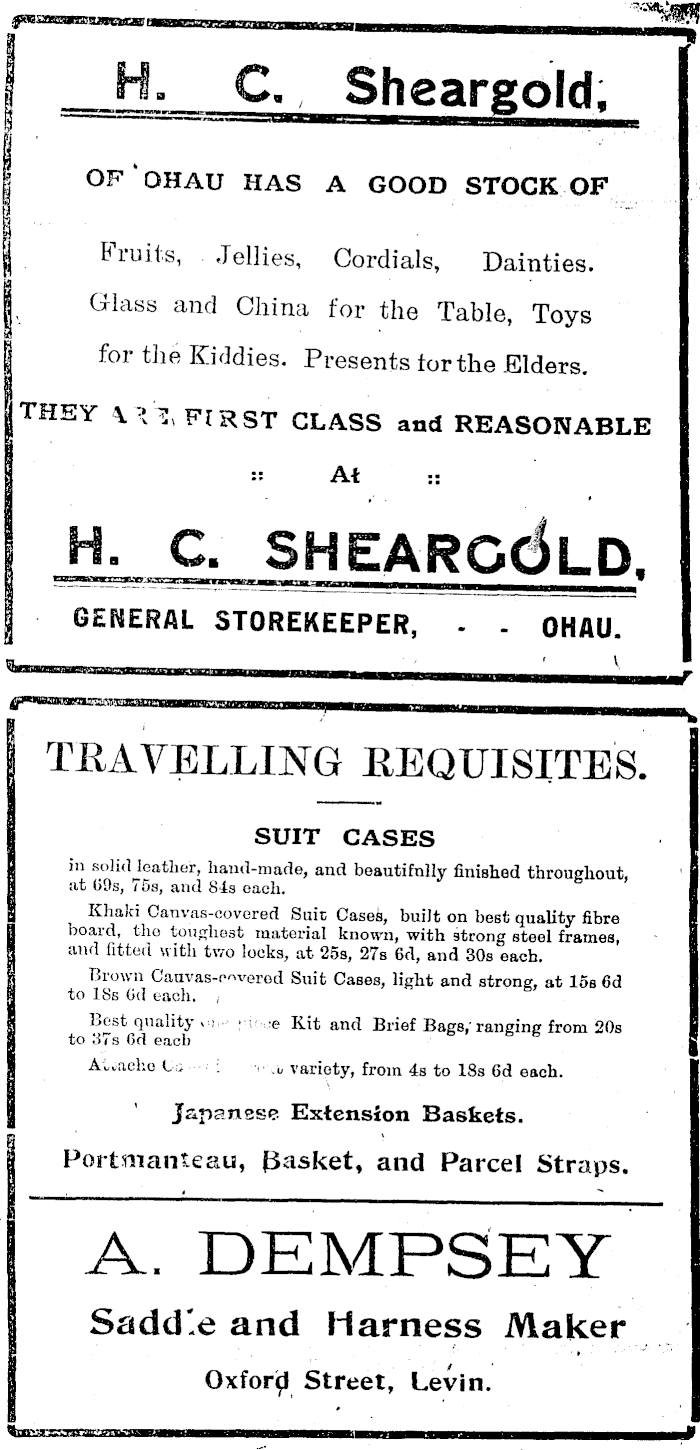 H. C. Sheargold,
OF OHAU HAS A GOOD STOCK OF
Fruits, Jellies, Cordials, Dainties.
Glass and China for the Table, Toys
for the Kiddies. Presents for the Elders.
THEY ARE FIRST CLASS and REASONABLE
:: At ::
H. C. SHEARGOLD,
GENERAL STOREKEEPER, - - OHAU.
TRAVELLING REQUISITES.
SUIT CASES
in solid leather, hand-made, and beautifnlly finished throughout,
at 69s, 75s, and 84s each.
Khaki Canvas-covered Suit Cases, built on best quality fibre
board, the toughest material known, with strong steel frames,
and fitted with two locks, at 25s, 27s 6d, and 30s each.
Brown Canvas-covered Suit Cases, light and strong, at 15s 6d
to 18s 6d each.
Best quality Kit and Brief Bags, ranging from 20s
to 37s 6d each
Attache variety, from 4s to 18s 6d each.
Japanese Extension Baskets.
Portmanteau, Basket, and Parcel Straps.
A. DEMPSEY
Saddle and Harness Maker
Oxford Street, Levin.